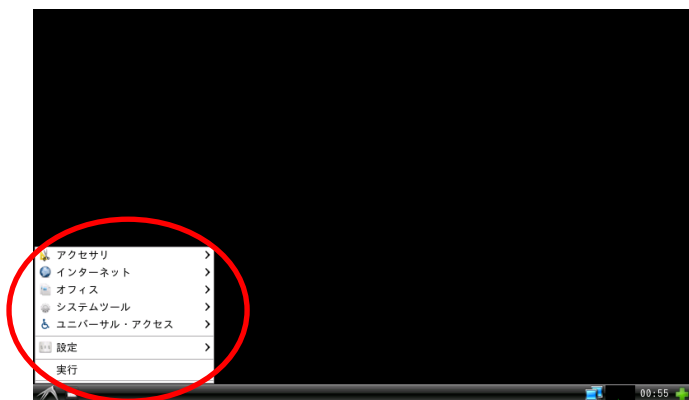 アクセサリ
インターネット
オフィス
システムツール
ユニバーサル・アクセス
設定
実行
00:55